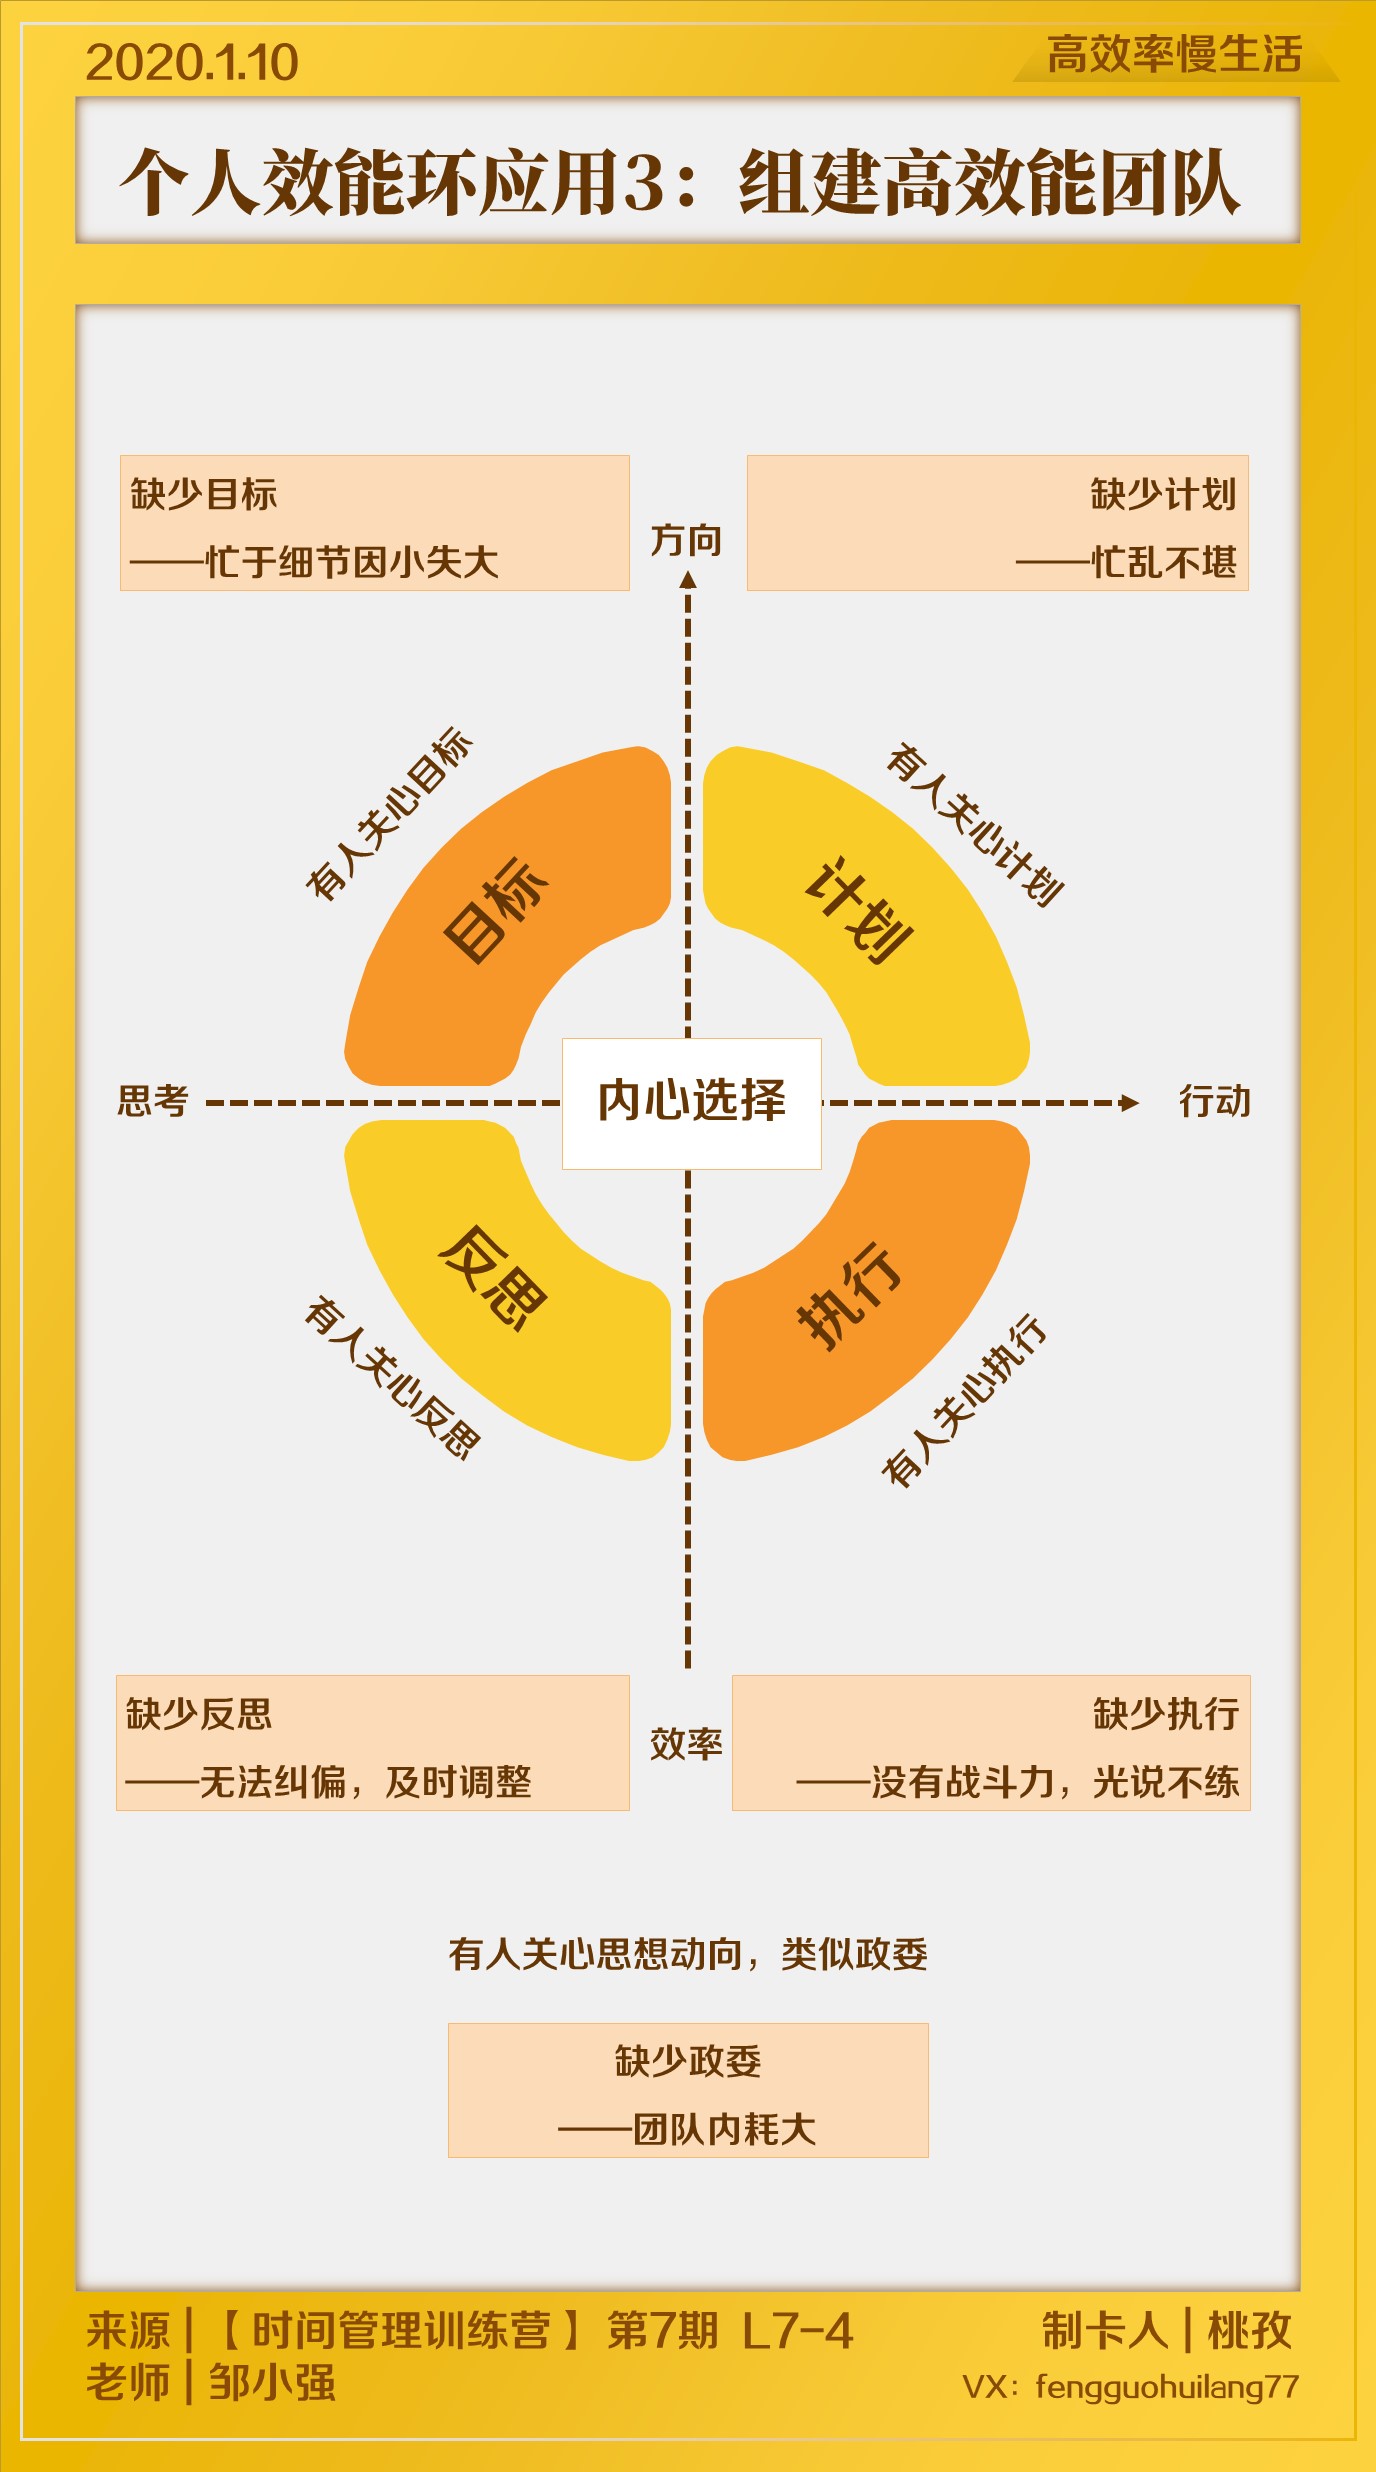 2020.1.10
高效率慢生活
个人效能环应用3：组建高效能团队
缺少目标
——忙于细节因小失大
方向
缺少计划
——忙乱不堪
有人关心目标
有人关心计划
目标
计划
思考
内心选择
行动
反思
执行
有人关心反思
有人关心执行
缺少反思
——无法纠偏，及时调整
效率
缺少执行
——没有战斗力，光说不练
有人关心思想动向，类似政委
缺少政委
——团队内耗大
来源|【时间管理训练营】第7期 L7-4
制卡人|桃孜
老师|邹小强
VX：fengguohuilang77